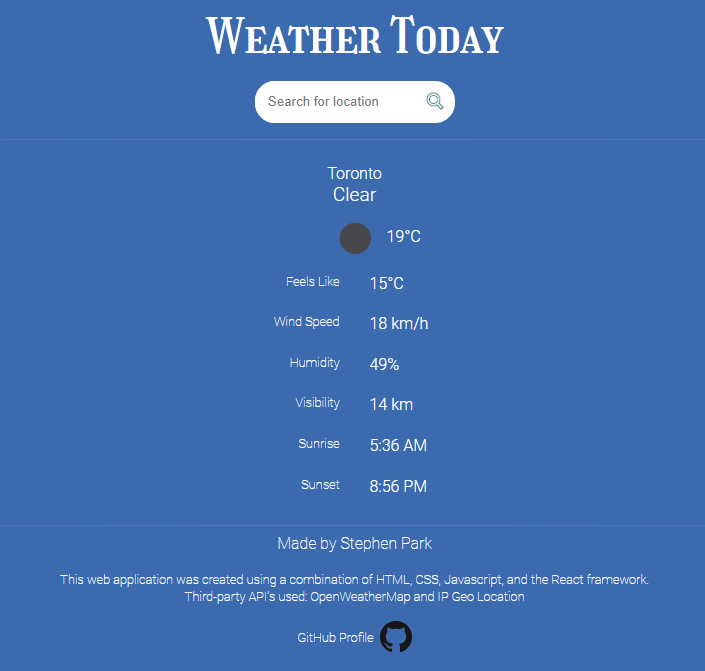 Weather Today
Search for location
Toronto
Clear
19°C
Feels Like 15°C
Wind Speed 18 km/h
Humidity 49%
Visibility 14 km
Sunrise 5:36 AM
Sunset 8:56 PM
Made by Stephen Park
This web application was created using a combination of HTML, CSS, Javascript, and the React framework.
Third-party API's used: OpenWeatherMap and IP Geo Location
GitHub Profile